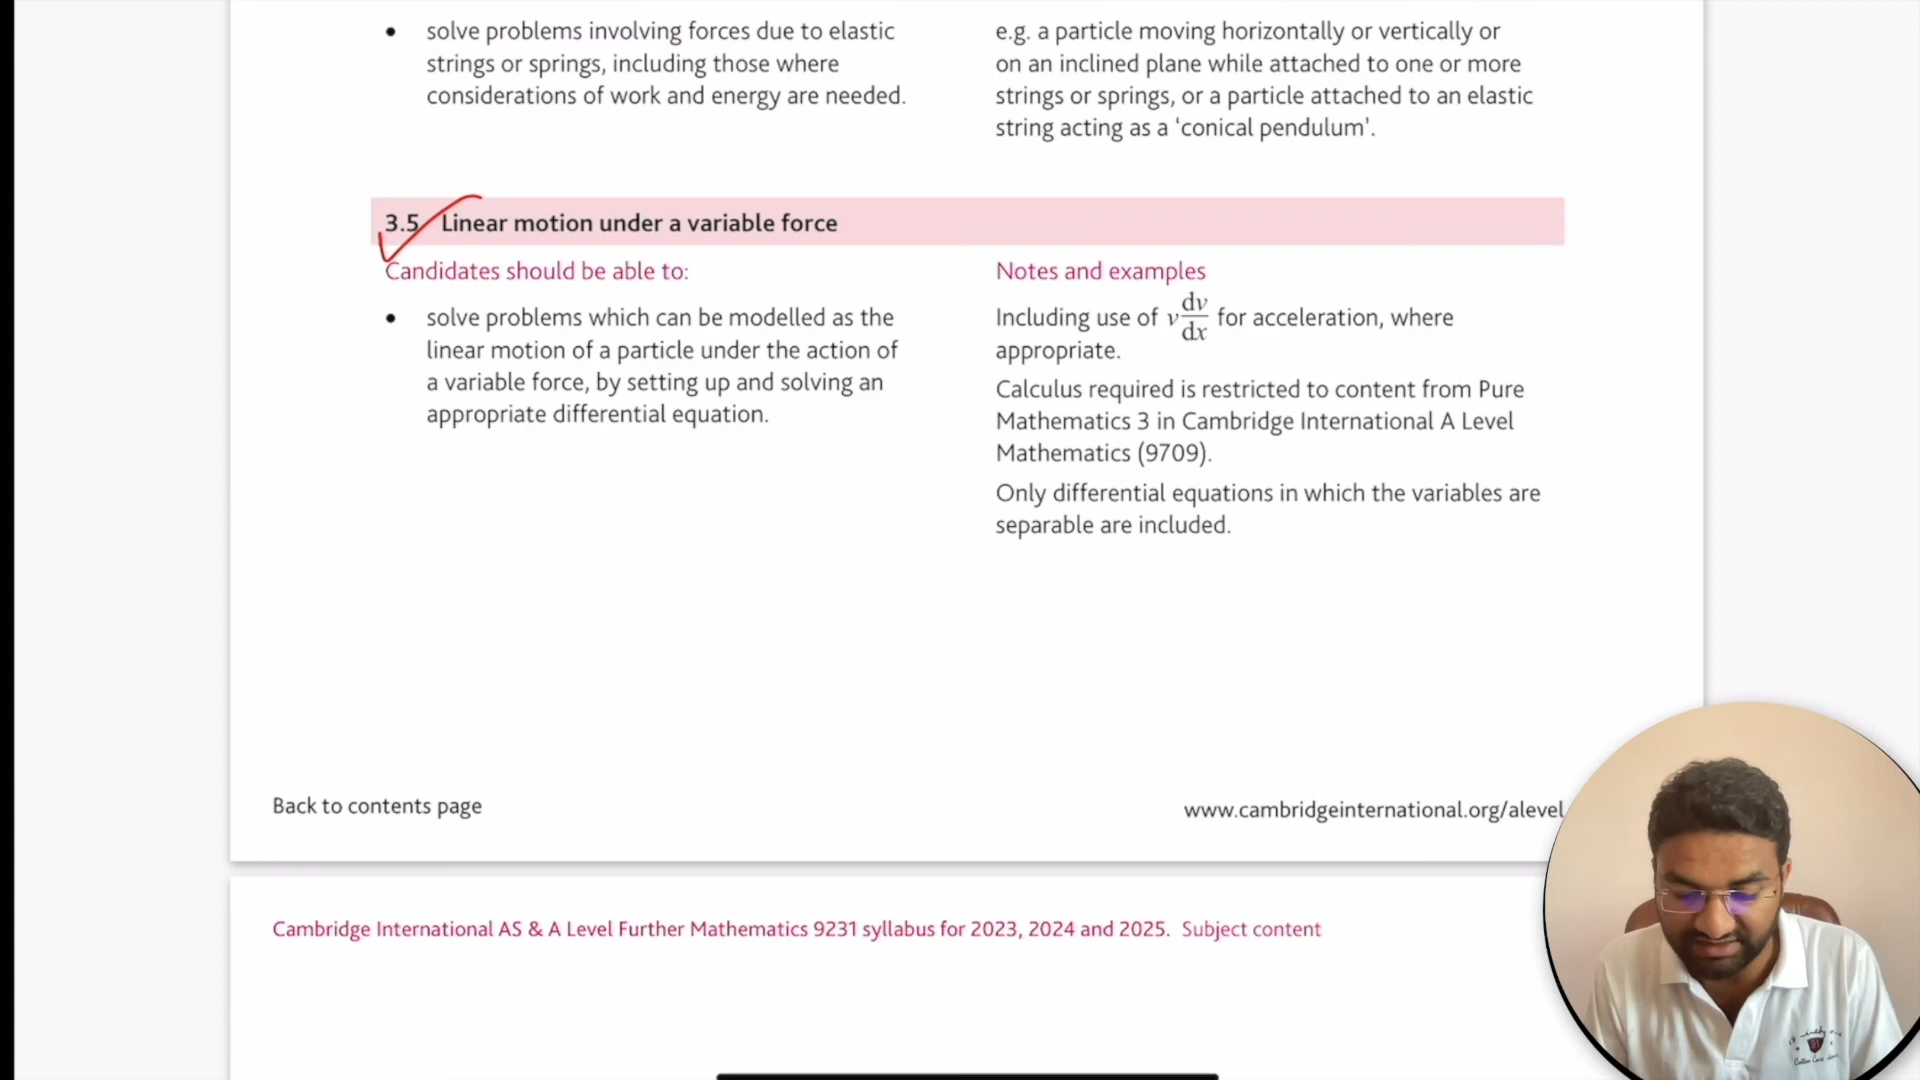 • solve problems involving forces due to elastic
strings or springs, including those where
considerations of work and energy are needed.
e.g. a particle moving horizontally or vertically or
on an inclined plane while attached to one or more
strings or springs, or a particle attached to an elastic
string acting as a ‘conical pendulum’.
3.5 Linear motion under a variable force
Candidates should be able to:
• solve problems which can be modelled as the
linear motion of a particle under the action of
a variable force, by setting up and solving an
appropriate differential equation.
Notes and examples
Including use of v dv/dx for acceleration, where
appropriate.
Calculus required is restricted to content from Pure
Mathematics 3 in Cambridge International A Level
Mathematics (9709).
Only differential equations in which the variables are
separable are included.
Back to contents page
www.cambridgeinternational.org/alevel
Cambridge International AS & A Level Further Mathematics 9231 syllabus for 2023, 2024 and 2025. Subject content